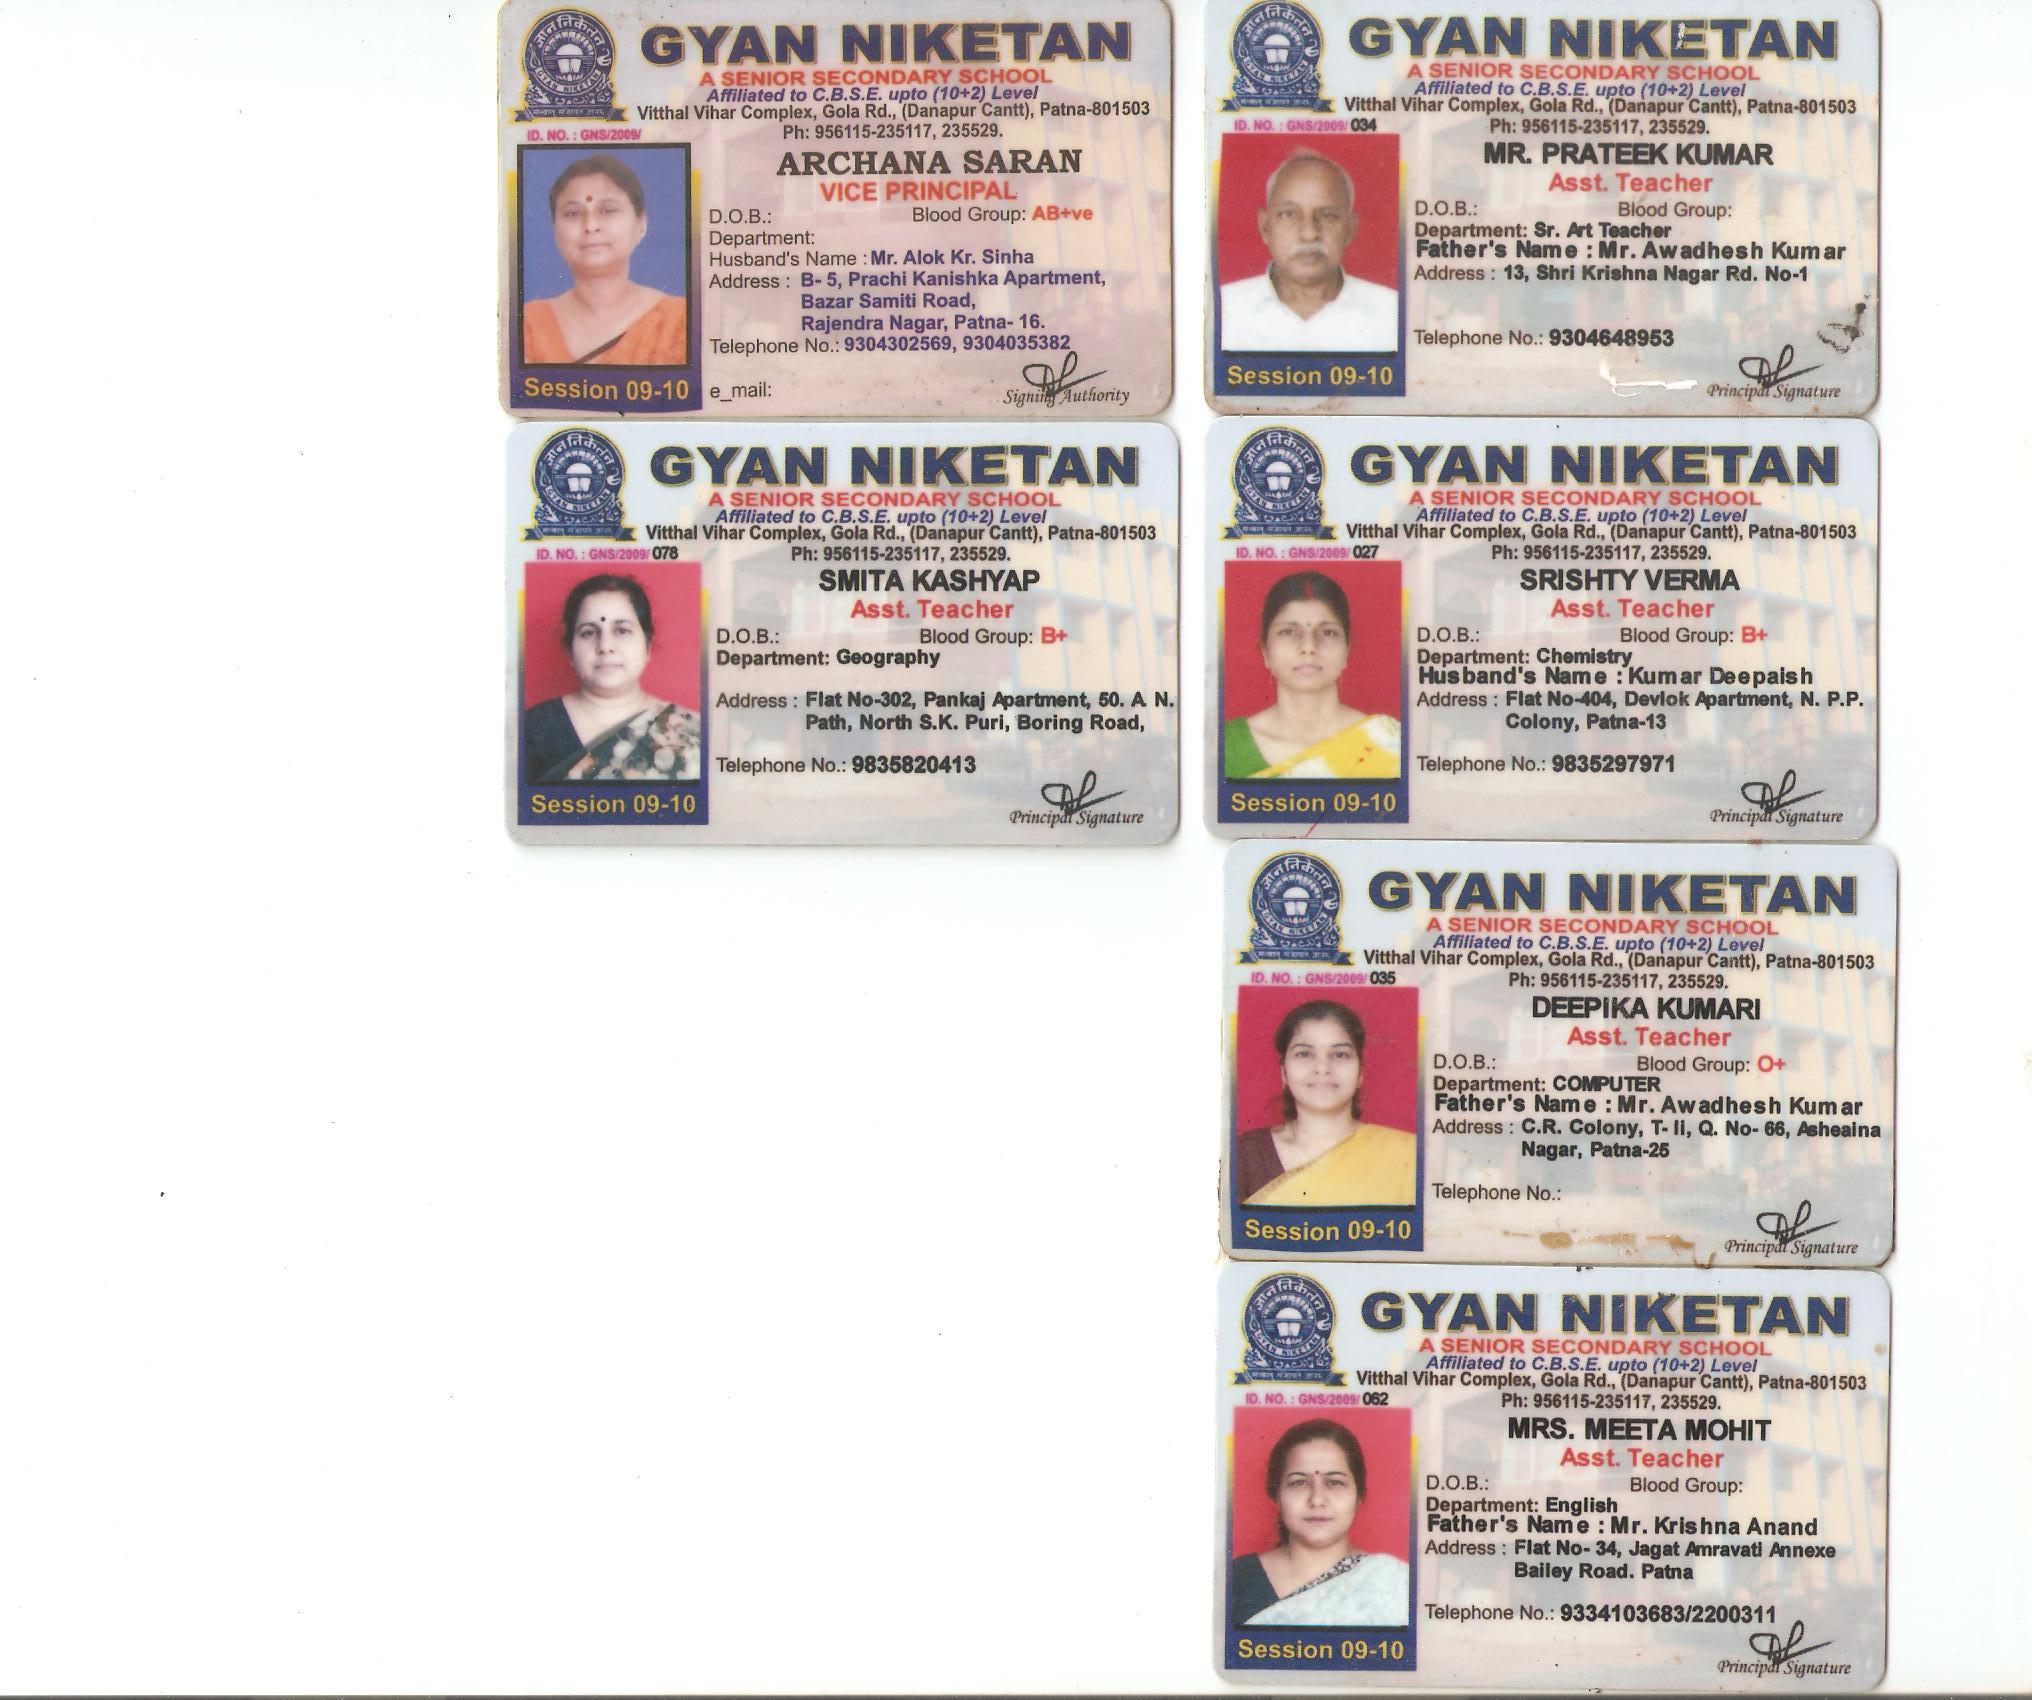 GYAN NIKETAN
A SENIOR SECONDARY SCHOOL
Affiliated to C.B.S.E. upto (10+2) Level
Vitthal Vihar Complex, Gola Rd., (Danapur Cantt), Patna-801503
ID. NO. : GNS/2009/
Ph: 956115-235117, 235529.
ARCHANA SARAN
VICE PRINCIPAL
D.O.B.: Blood Group: AB+ve
Department:
Husband's Name : Mr. Alok Kr. Sinha
Address : B- 5, Prachi Kanishka Apartment,
Bazar Samiti Road,
Rajendra Nagar, Patna- 16.
Telephone No.: 9304302569, 9304035382
Session 09-10
e_mail:
Signing Authority
ज्ञान निकेतन
GYAN NIKETAN
GYAN NIKETAN
A SENIOR SECONDARY SCHOOL
Affiliated to C.B.S.E. upto (10+2) Level
Vitthal Vihar Complex, Gola Rd., (Danapur Cantt), Patna-801503
ID. NO. : GNS/2009/ 034
Ph: 956115-235117, 235529.
MR. PRATEEK KUMAR
Asst. Teacher
D.O.B.: Blood Group:
Department: Sr. Art Teacher
Father's Name : Mr. Awadhesh Kumar
Address : 13, Shri Krishna Nagar Rd. No-1
Telephone No.: 9304648953
Session 09-10
Principal Signature
ज्ञान निकेतन
GYAN NIKETAN
GYAN NIKETAN
A SENIOR SECONDARY SCHOOL
Affiliated to C.B.S.E. upto (10+2) Level
Vitthal Vihar Complex, Gola Rd., (Danapur Cantt), Patna-801503
ID. NO. : GNS/2009/ 078
Ph: 956115-235117, 235529.
SMITA KASHYAP
Asst. Teacher
D.O.B.: Blood Group: B+
Department: Geography
Address : Flat No-302, Pankaj Apartment, 50. A N.
Path, North S.K. Puri, Boring Road,
Telephone No.: 9835820413
Session 09-10
Principal Signature
ज्ञान निकेतन
GYAN NIKETAN
GYAN NIKETAN
A SENIOR SECONDARY SCHOOL
Affiliated to C.B.S.E. upto (10+2) Level
Vitthal Vihar Complex, Gola Rd., (Danapur Cantt), Patna-801503
ID. NO. : GNS/2009/ 027
Ph: 956115-235117, 235529.
SRISHTY VERMA
Asst. Teacher
D.O.B.: Blood Group: B+
Department: Chemistry
Husband's Name : Kumar Deepaish
Address : Flat No-404, Devlok Apartment, N. P.P.
Colony, Patna-13
Telephone No.: 9835297971
Session 09-10
Principal Signature
ज्ञान निकेतन
GYAN NIKETAN
GYAN NIKETAN
A SENIOR SECONDARY SCHOOL
Affiliated to C.B.S.E. upto (10+2) Level
Vitthal Vihar Complex, Gola Rd., (Danapur Cantt), Patna-801503
ID. NO. : GNS/2009/ 035
Ph: 956115-235117, 235529.
DEEPIKA KUMARI
Asst. Teacher
D.O.B.: Blood Group: O+
Department: COMPUTER
Father's Name : Mr. Awadhesh Kumar
Address : C.R. Colony, T- Ii, Q. No- 66, Asheaina
Nagar, Patna-25
Telephone No.:
Session 09-10
Principal Signature
ज्ञान निकेतन
GYAN NIKETAN
GYAN NIKETAN
A SENIOR SECONDARY SCHOOL
Affiliated to C.B.S.E. upto (10+2) Level
Vitthal Vihar Complex, Gola Rd., (Danapur Cantt), Patna-801503
ID. NO. : GNS/2009/ 062
Ph: 956115-235117, 235529.
MRS. MEETA MOHIT
Asst. Teacher
D.O.B.: Blood Group:
Department: English
Father's Name : Mr. Krishna Anand
Address : Flat No- 34, Jagat Amravati Annexe
Bailey Road. Patna
Telephone No.: 9334103683/2200311
Session 09-10
Principal Signature
ज्ञान निकेतन
GYAN NIKETAN